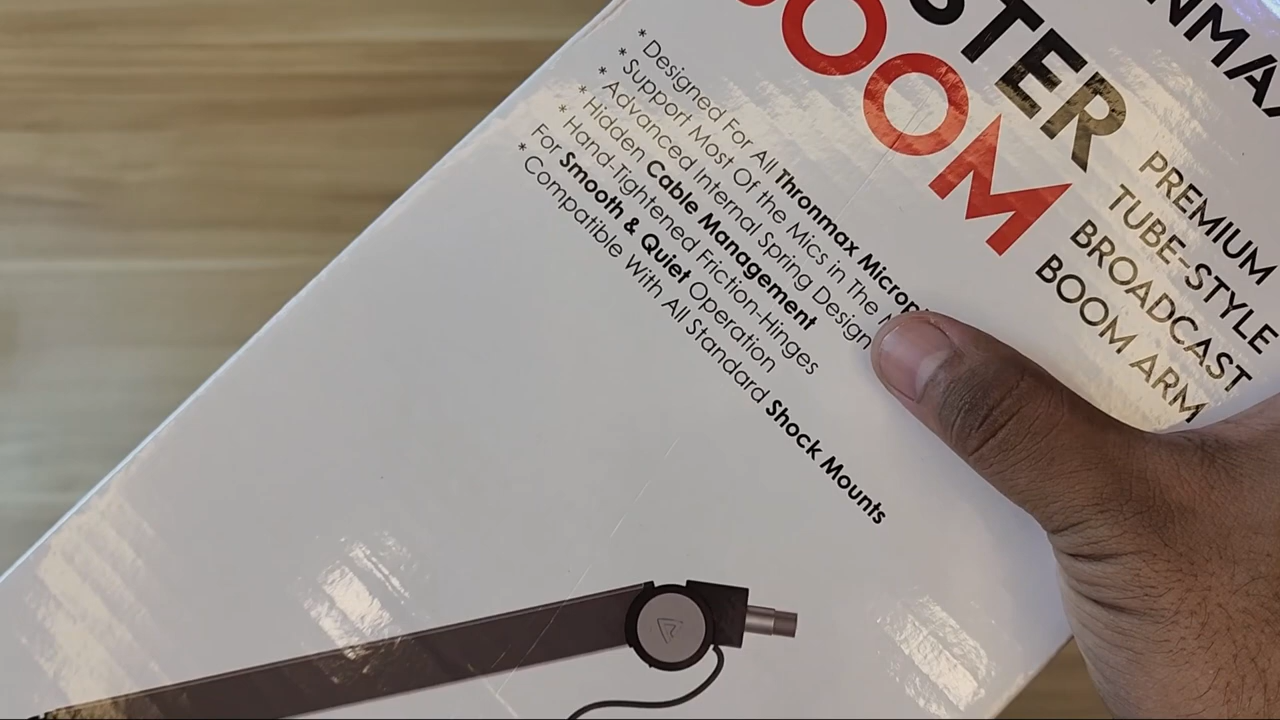 STER
OOM
PREMIUM
TUBE-STYLE
BROADCAST
BOOM ARM
* Designed For All Thronmax
* Support Most Of the Mics in The
* Advanced Internal Spring Design
* Hidden Cable Management
* Hand-Tightened Friction-Hinges
For Smooth & Quiet Operation
* Compatible With All Standard Shock Mounts